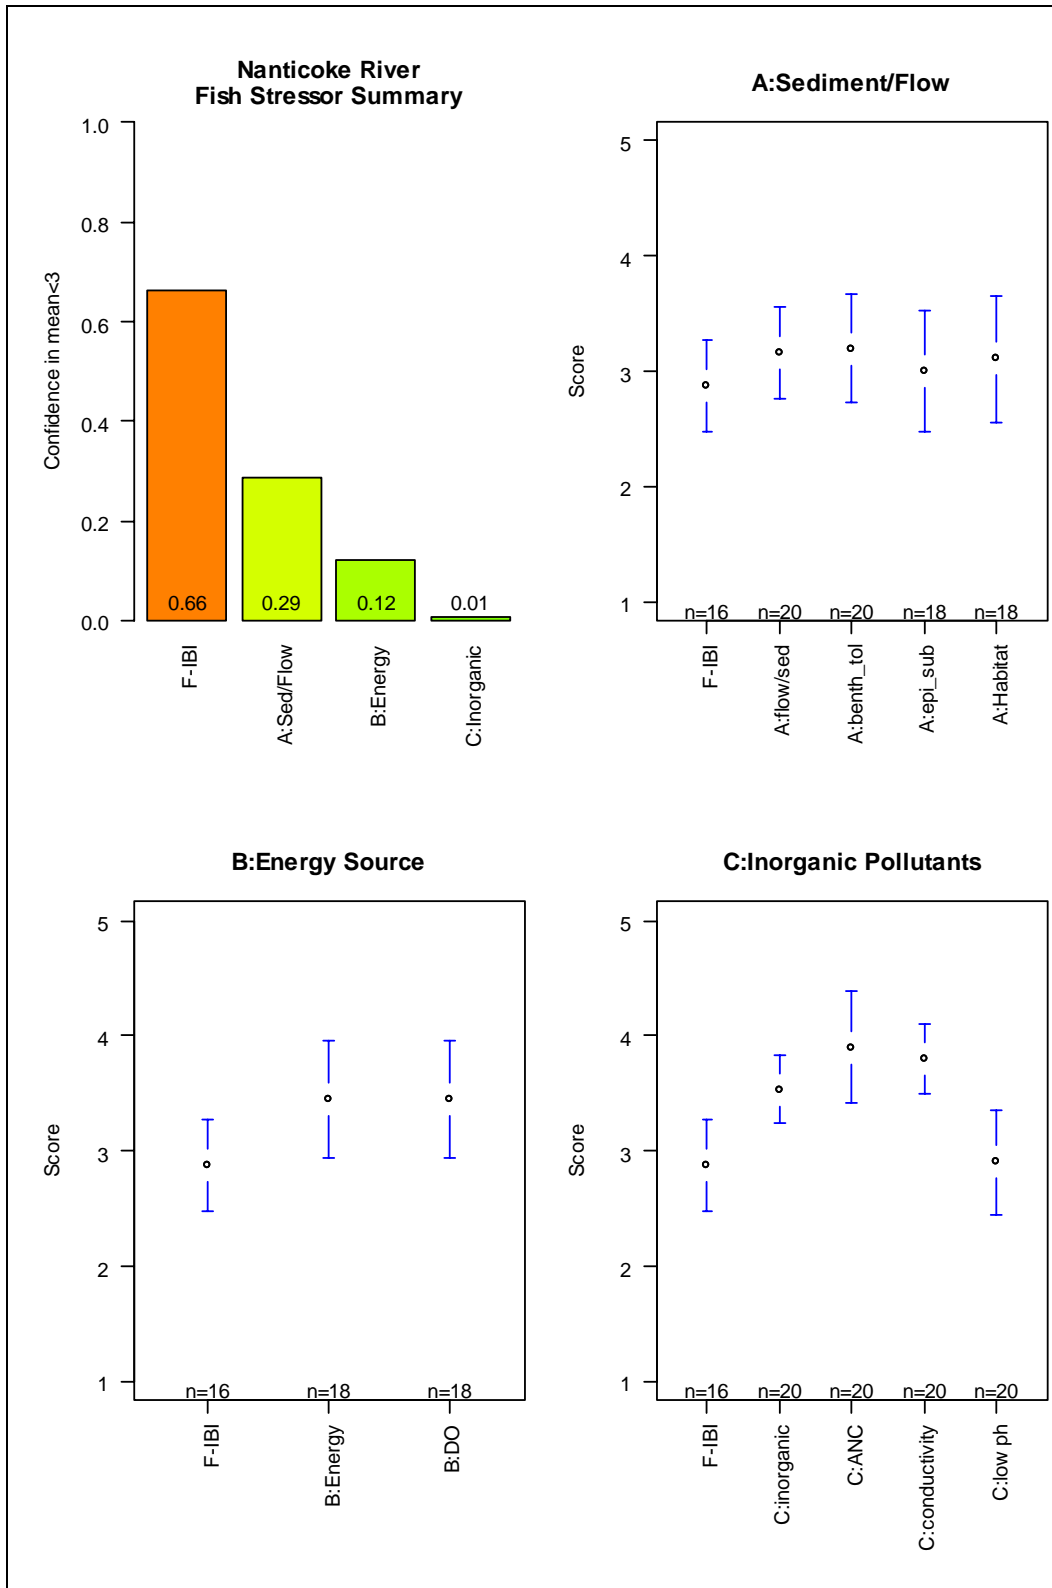 Nanticoke River
Fish Stressor Summary
Confidence in mean<3
1.0
0.8
0.6
0.4
0.2
0.0
0.66
0.29
0.12
0.01
F-IBI
A:Sed/Flow
B:Energy
C:Inorganic
A:Sediment/Flow
Score
5
4
3
2
1
n=16
n=20
n=20
n=18
n=18
F-IBI
A:flow/sed
A:benth_tol
A:epi_sub
A:Habitat
B:Energy Source
Score
5
4
3
2
1
n=16
n=18
n=18
F-IBI
B:Energy
B:DO
C:Inorganic Pollutants
Score
5
4
3
2
1
n=16
n=20
n=20
n=20
n=20
F-IBI
C:inorganic
C:ANC
C:conductivity
C:low ph